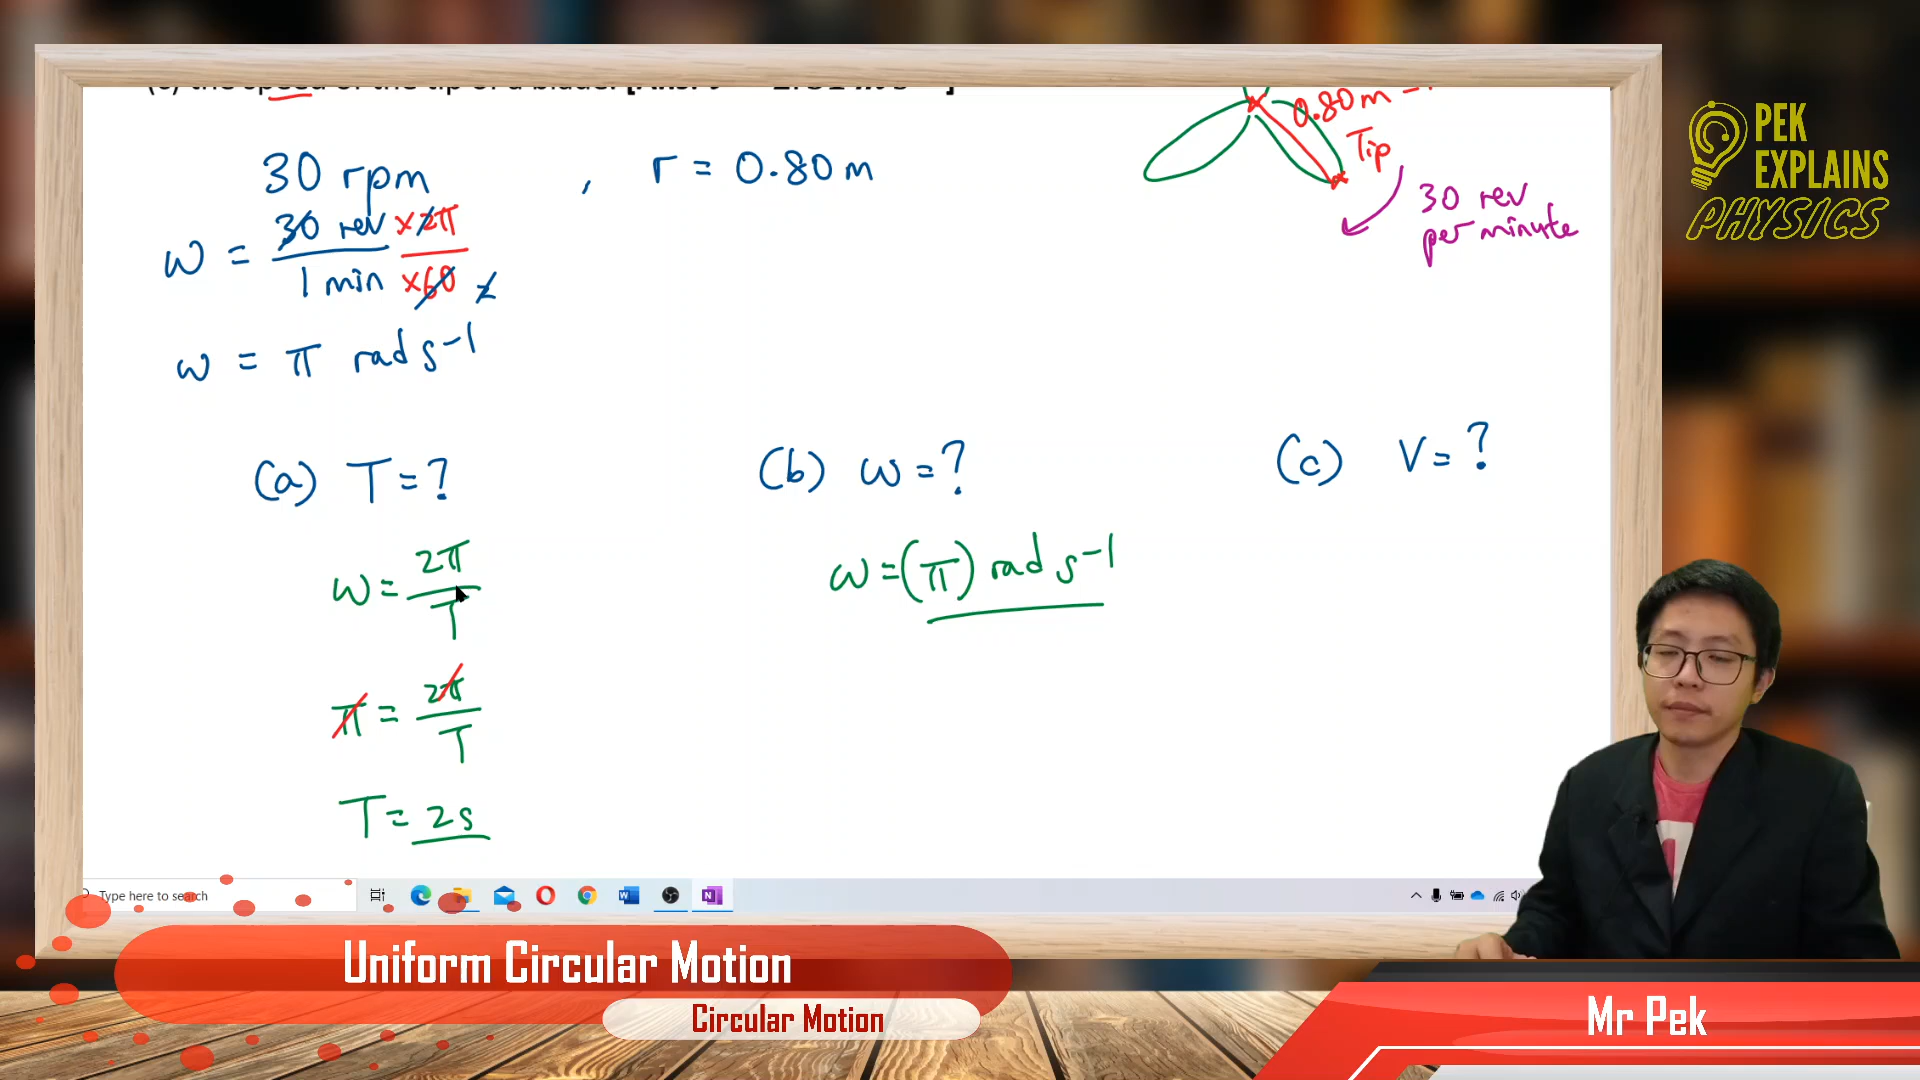 30 rpm , r = 0.80 m
ω = 30 rev × 2π / 1 min × 60 2
ω = π rad s⁻¹
0.80 m
Tip
30 rev
per minute
(a) T = ?
ω = 2π / T
π = 2π / T
T = 2s
(b) ω = ?
ω = (π) rad s⁻¹
(c) V = ?
PEK
EXPLAINS
PHYSICS
Type here to search
Uniform Circular Motion
Circular Motion
Mr Pek